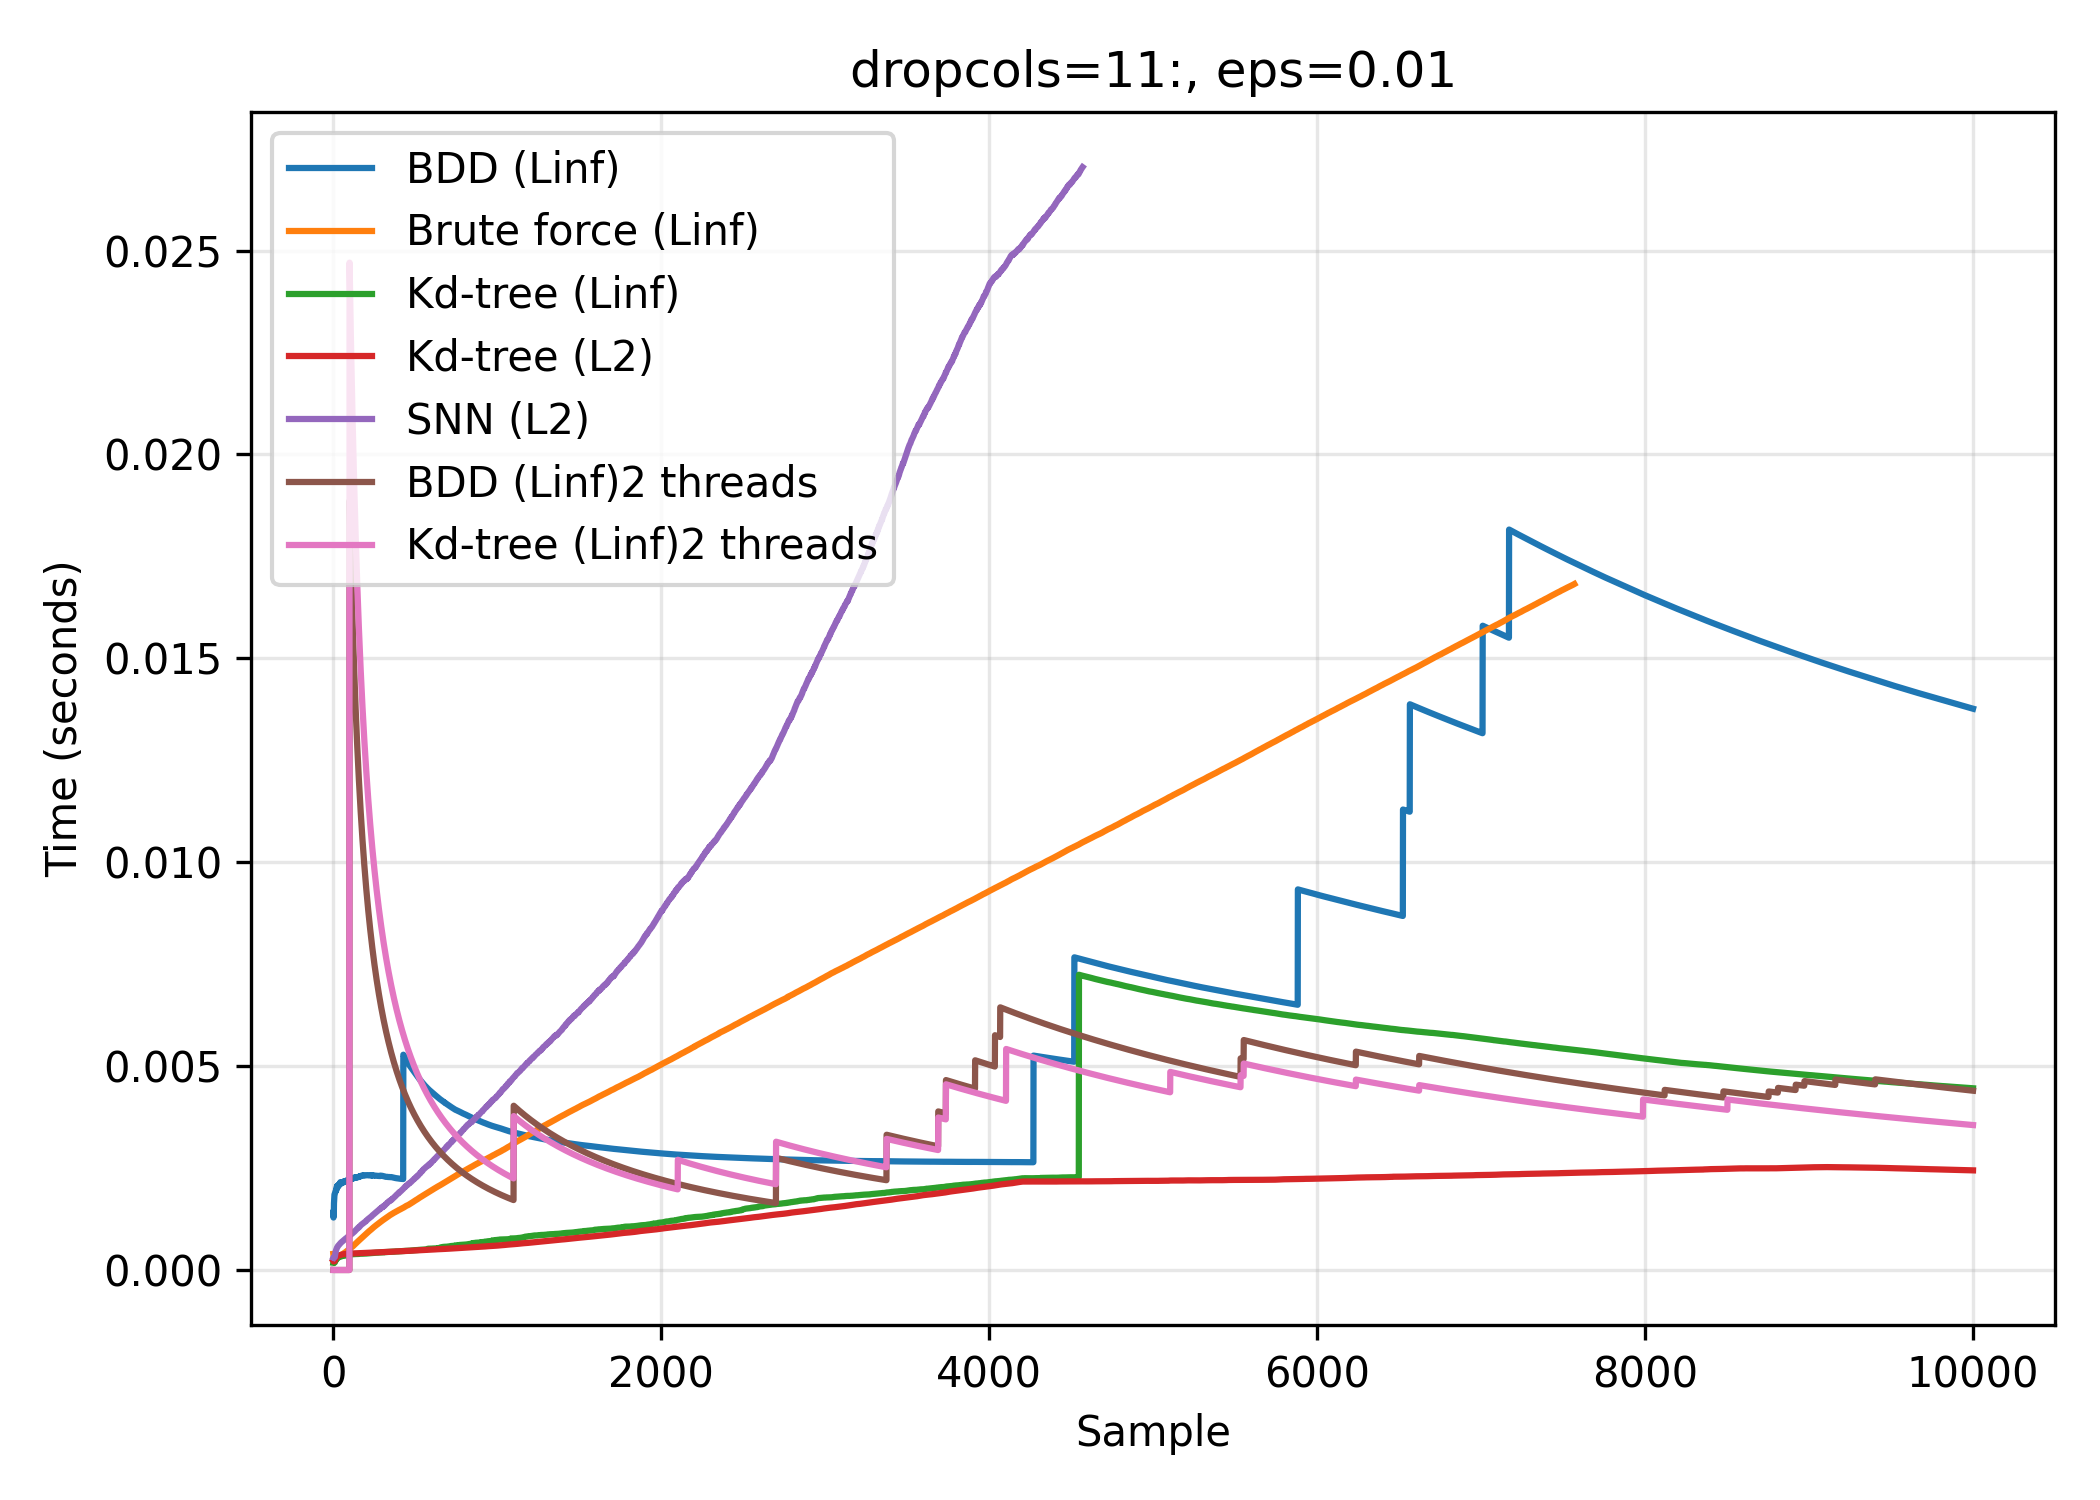 dropcols=11:, eps=0.01
BDD (Linf)
Brute force (Linf)
Kd-tree (Linf)
Kd-tree (L2)
SNN (L2)
BDD (Linf)2 threads
Kd-tree (Linf)2 threads
Time (seconds)
0.025
0.020
0.015
0.010
0.005
0.000
0 2000 4000 6000 8000 10000
Sample